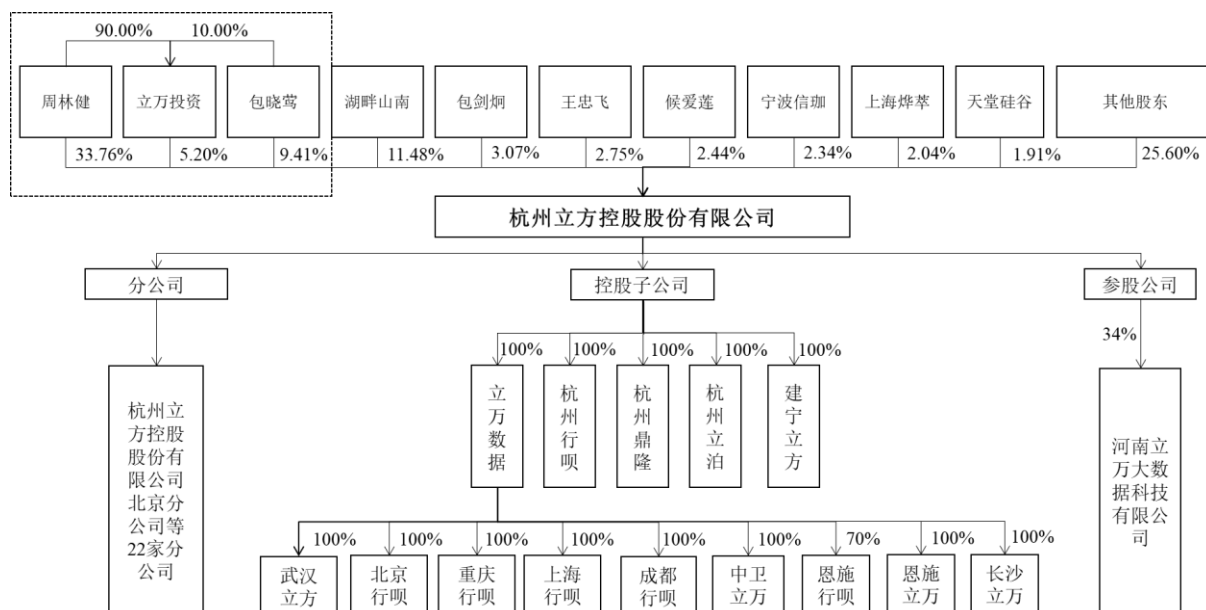 90.00%
10.00%
周林健
立万投资
包晓莺
湖畔山南
包剑炯
王忠飞
候爱莲
宁波信珈
上海烨萃
天堂硅谷
其他股东
33.76%
5.20%
9.41%
11.48%
3.07%
2.75%
2.44%
2.34%
2.04%
1.91%
25.60%
杭州立方控股股份有限公司
分公司
控股子公司
参股公司
34%
100%
100%
100%
100%
100%
杭州立
方控股
股份有
限公司
北京分
公司等
22家分
公司
立
万
数
据
杭
州
行
呗
杭
州
鼎
隆
杭
州
立
泊
建
宁
立
方
河南立
万大数
据科技
有限公
司
100%
100%
100%
100%
100%
100%
70%
100%
100%
武汉
立方
北京
行呗
重庆
行呗
上海
行呗
成都
行呗
中卫
立万
恩施
行呗
恩施
立万
长沙
立万